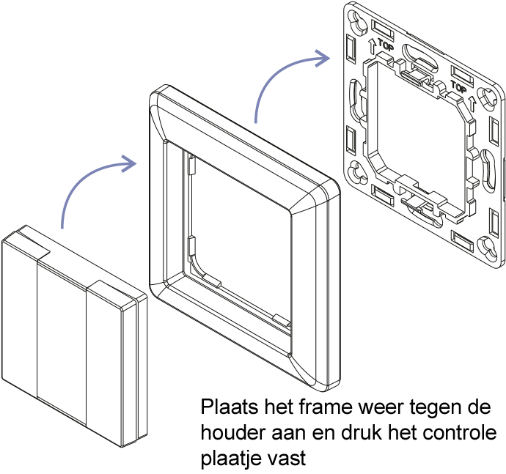 TOP
TOP
Plaats het frame weer tegen de
houder aan en druk het controle
plaatje vast